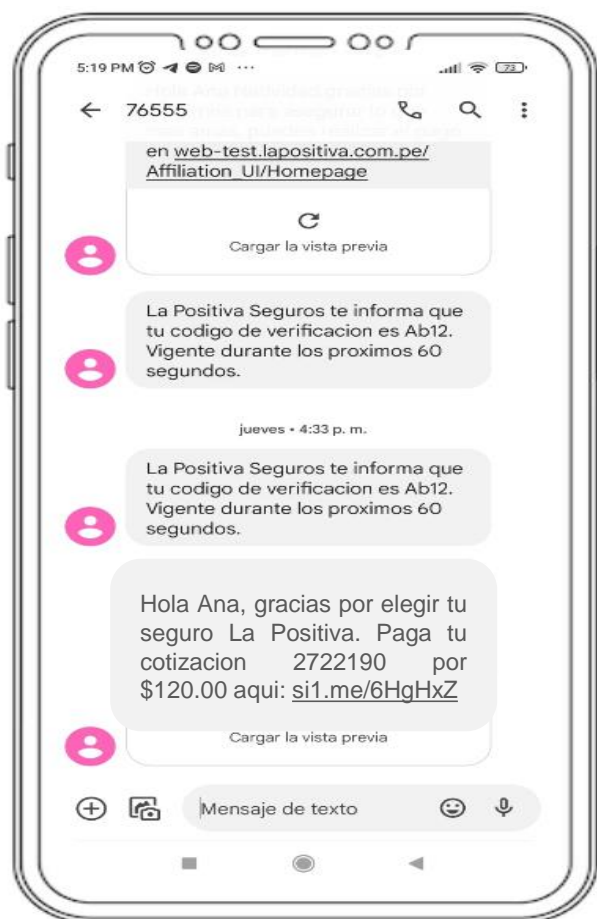 5:19 PM
73
76555
en web-test.lapositiva.com.pe/
Affiliation_UI/Homepage
Cargar la vista previa
La Positiva Seguros te informa que
tu codigo de verificacion es Ab12.
Vigente durante los proximos 60
segundos.
jueves • 4:33 p. m.
La Positiva Seguros te informa que
tu codigo de verificacion es Ab12.
Vigente durante los proximos 60
segundos.
Hola Ana, gracias por elegir tu
seguro La Positiva. Paga tu
cotizacion 2722190 por
$120.00 aqui: si1.me/6HgHxZ
Cargar la vista previa
Mensaje de texto